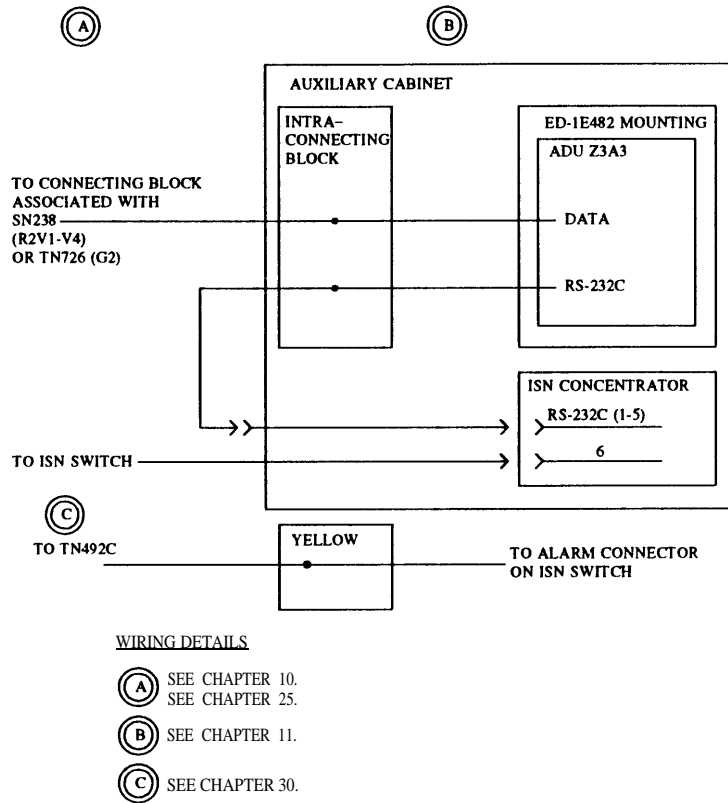 A
B
AUXILIARY CABINET
INTRA-
CONNECTING
BLOCK
ED-1E482 MOUNTING
ADU Z3A3
TO CONNECTING BLOCK
ASSOCIATED WITH
SN238
(R2V1-V4)
OR TN726 (G2)
DATA
RS-232C
ISN CONCENTRATOR
RS-232C (1-5)
6
TO ISN SWITCH
C
TO TN492C
YELLOW
TO ALARM CONNECTOR
ON ISN SWITCH
WIRING DETAILS
A SEE CHAPTER 10.
SEE CHAPTER 25.
B SEE CHAPTER 11.
C SEE CHAPTER 30.